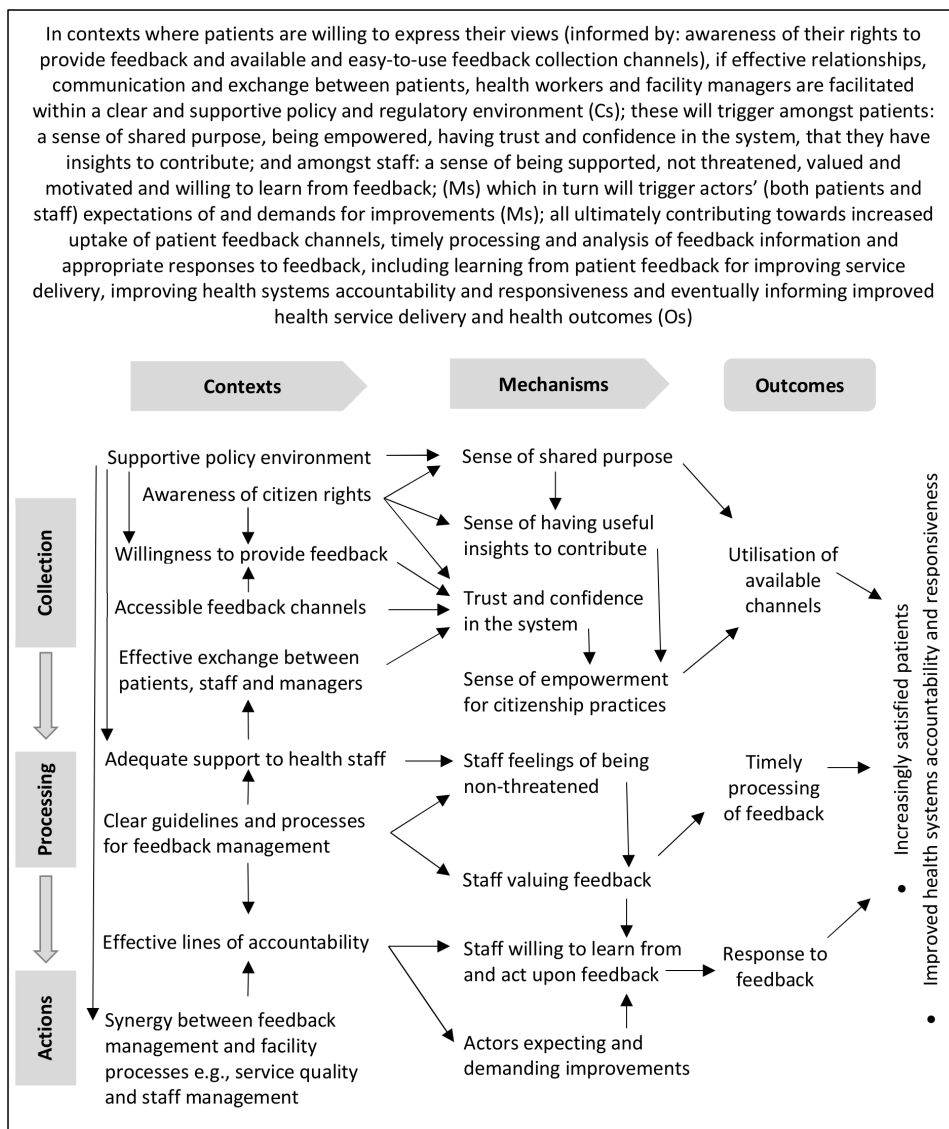 In contexts where patients are willing to express their views (informed by: awareness of their rights to
provide feedback and available and easy-to-use feedback collection channels), if effective relationships,
communication and exchange between patients, health workers and facility managers are facilitated
within a clear and supportive policy and regulatory environment (Cs); these will trigger amongst patients:
a sense of shared purpose, being empowered, having trust and confidence in the system, that they have
insights to contribute; and amongst staff: a sense of being supported, not threatened, valued and
motivated and willing to learn from feedback; (Ms) which in turn will trigger actors’ (both patients and
staff) expectations of and demands for improvements (Ms); all ultimately contributing towards increased
uptake of patient feedback channels, timely processing and analysis of feedback information and
appropriate responses to feedback, including learning from patient feedback for improving service
delivery, improving health systems accountability and responsiveness and eventually informing improved
health service delivery and health outcomes (Os)
Contexts
Mechanisms
Outcomes
Collection
Processing
Actions
Supportive policy environment
Awareness of citizen rights
Willingness to provide feedback
Accessible feedback channels
Effective exchange between
patients, staff and managers
Adequate support to health staff
Clear guidelines and processes
for feedback management
Effective lines of accountability
Synergy between feedback
management and facility
processes e.g., service quality
and staff management
Sense of shared purpose
Sense of having useful
insights to contribute
Trust and confidence
in the system
Sense of empowerment
for citizenship practices
Staff feelings of being
non-threatened
Staff valuing feedback
Staff willing to learn from
and act upon feedback
Actors expecting and
demanding improvements
Utilisation of
available
channels
Timely
processing
of feedback
Response to
feedback
• Increasingly satisfied patients
• Improved health systems accountability and responsiveness